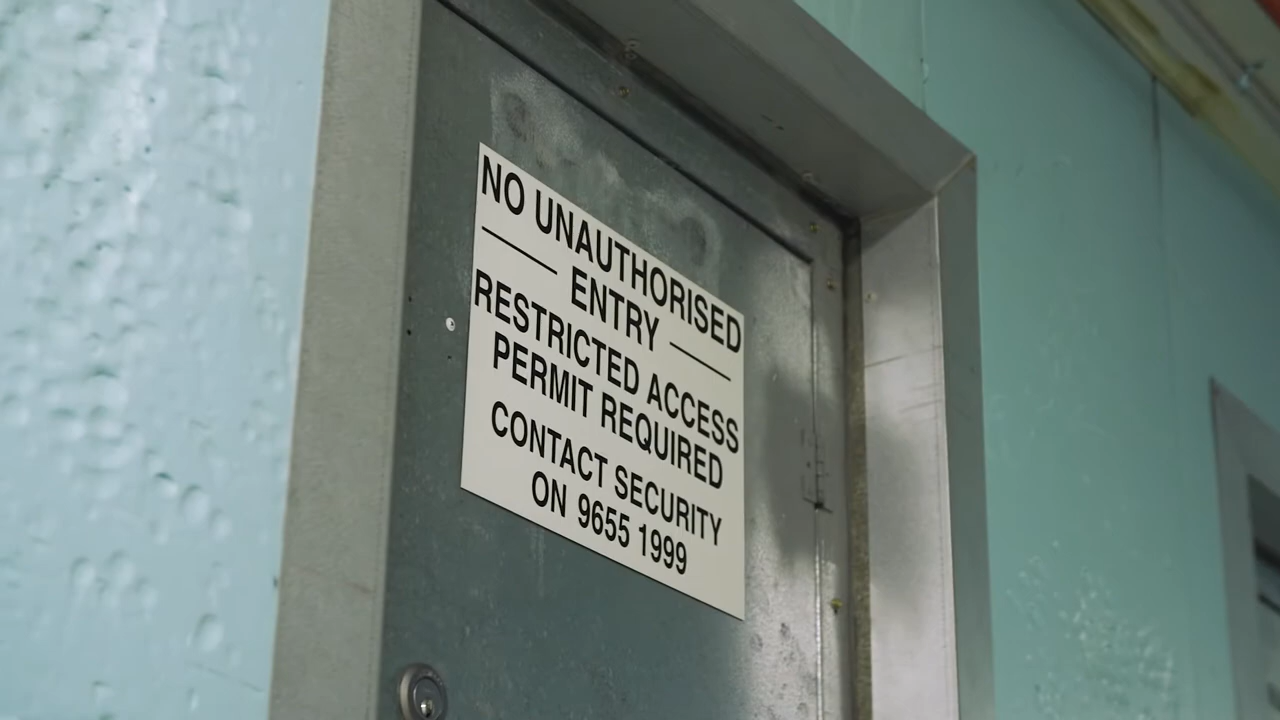 NO UNAUTHORISED
ENTRY
RESTRICTED ACCESS
PERMIT REQUIRED
CONTACT SECURITY
ON 9655 1999